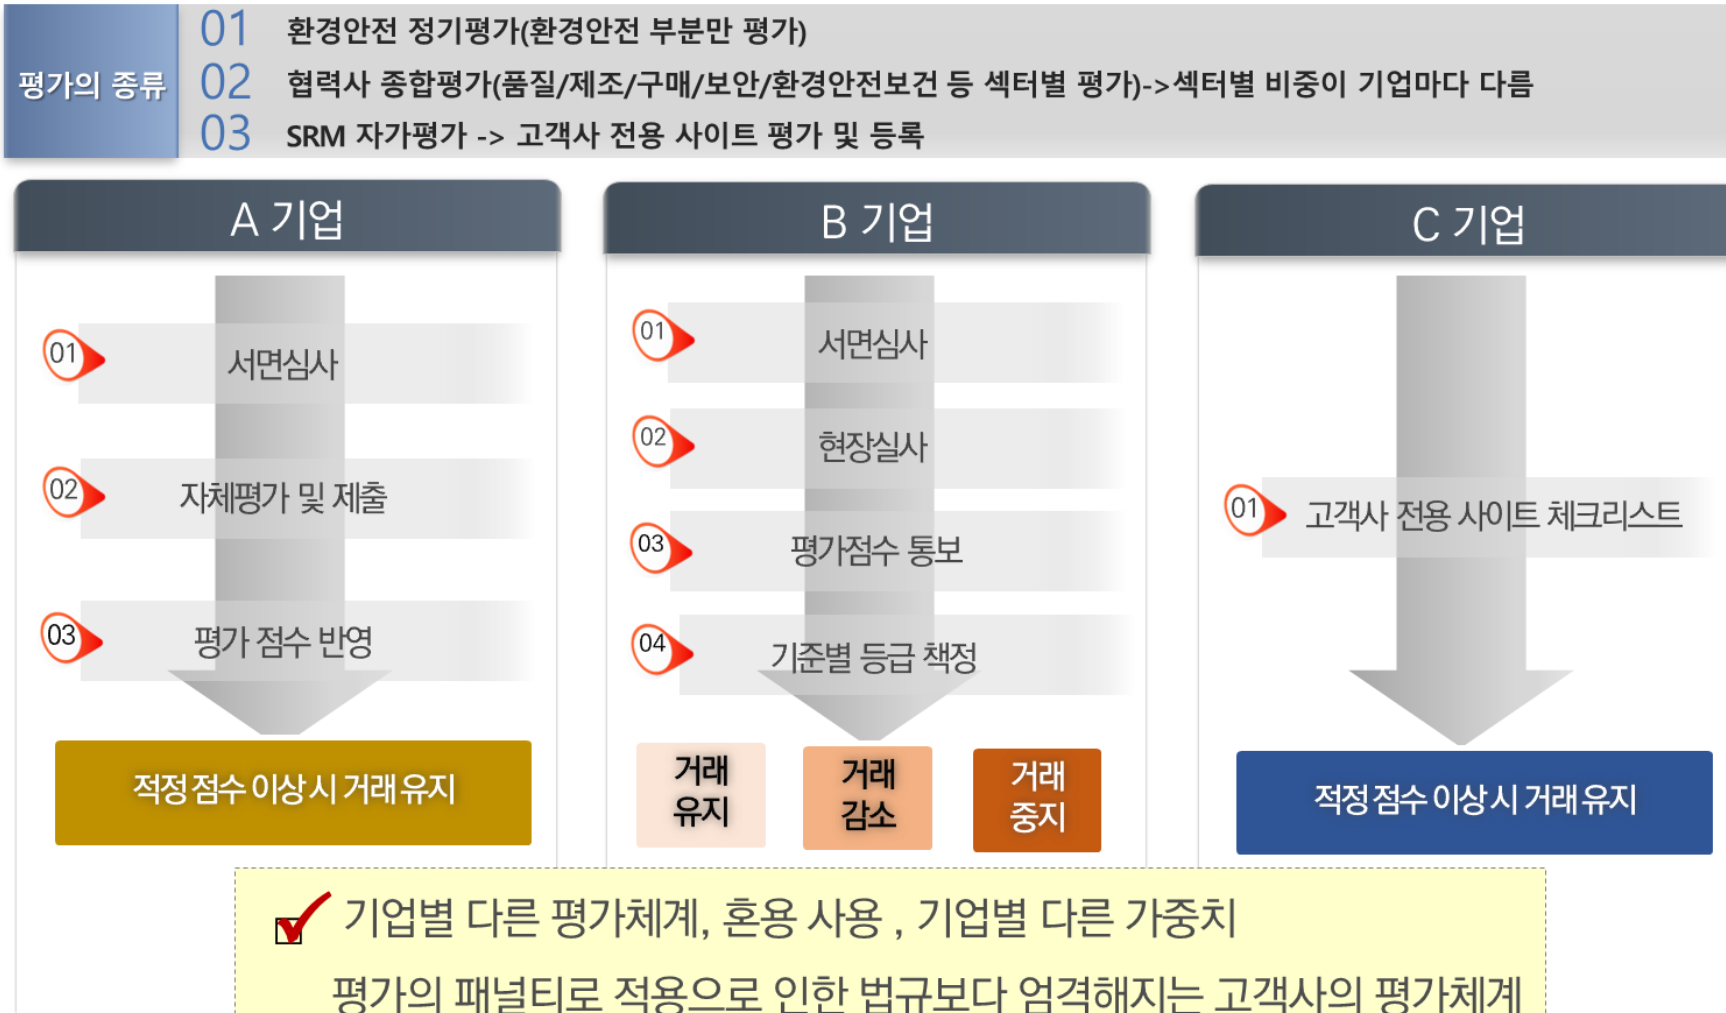 평가의 종류
01 환경안전 정기평가(환경안전 부분만 평가)
02 협력사 종합평가(품질/제조/구매/보안/환경안전보건 등 섹터별 평가)->섹터별 비중이 기업마다 다름
03 SRM 자가평가 -> 고객사 전용 사이트 평가 및 등록
A 기업
01 서면심사
02 자체평가 및 제출
03 평가 점수 반영
적정 점수 이상 시 거래 유지
B 기업
01 서면심사
02 현장실사
03 평가점수 통보
04 기준별 등급 책정
거래
유지
거래
감소
거래
중지
C 기업
01 고객사 전용 사이트 체크리스트
적정 점수 이상 시 거래 유지
기업별 다른 평가체계, 혼용 사용 , 기업별 다른 가중치
평가의 패널티로 적용으로 인한 법규보다 엄격해지는 고객사의 평가체계